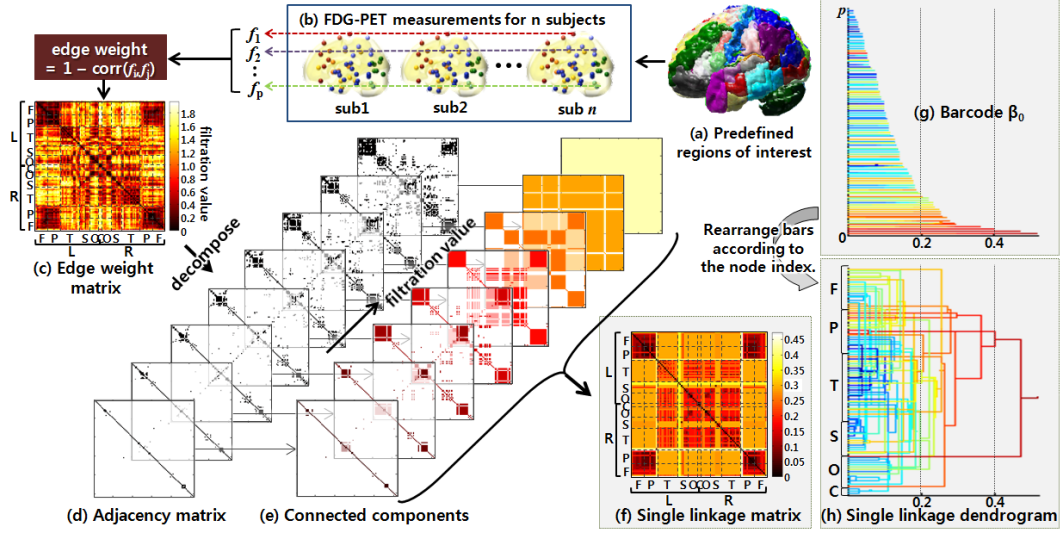 (b) FDG-PET measurements for n subjects
f1
f2
fp
sub1 sub2 sub n
(a) Predefined
regions of interest
edge weight
= 1 − corr(fi,fj)
F
P
L T
S
O
C
C
O
S
R T
P
F
F P T S O C C O S T P F
L R
1.8
1.6
1.4
1.2
1.0
0.8
0.6
0.4
0.2
0
filtration value
(c) Edge weight
matrix
decompose
filtration value
(d) Adjacency matrix
(e) Connected components
F
P
L T
S
O
C
C
O
S
R T
P
F
F P T S O C C O S T P F
L R
0.45
0.4
0.35
0.3
0.25
0.2
0.15
0.1
0.05
0
(f) Single linkage matrix
p
(g) Barcode β0
0
0.2 0.4
Rearrange bars
according to
the node index.
F
P
T
S
O
C
0.2 0.4
(h) Single linkage dendrogram